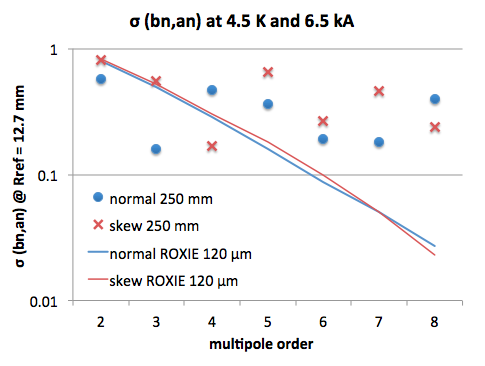 σ (bn,an) at 4.5 K and 6.5 kA
σ (bn,an) @ Rref = 12.7 mm
1
0.1
0.01
normal 250 mm
skew 250 mm
normal ROXIE 120 μm
skew ROXIE 120 μm
2 3 4 5 6 7 8
multipole order